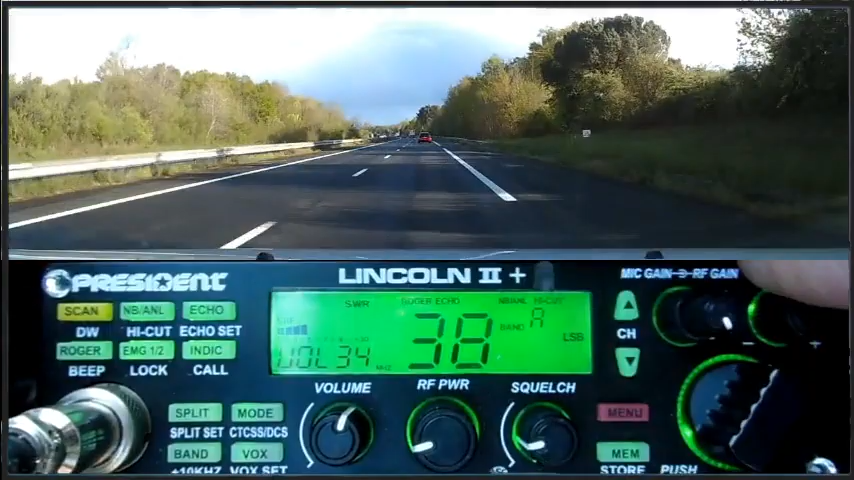 PRESIDENT
LINCOLN II +
MIC GAIN RF GAIN
SCAN NB/ANL ECHO
DW HI-CUT ECHO SET
ROGER EMG 1/2 INDIC
BEEP LOCK CALL
SWR ROGER ECHO NB/ANL HI-CUT
38 BAND A
LSB
VOL 34
CH
VOLUME RF PWR SQUELCH
SPLIT MODE
SPLIT SET CTCSS/DCS
BAND VOX
+10KHZ VOX SET
MENU
MEM
STORE PUSH